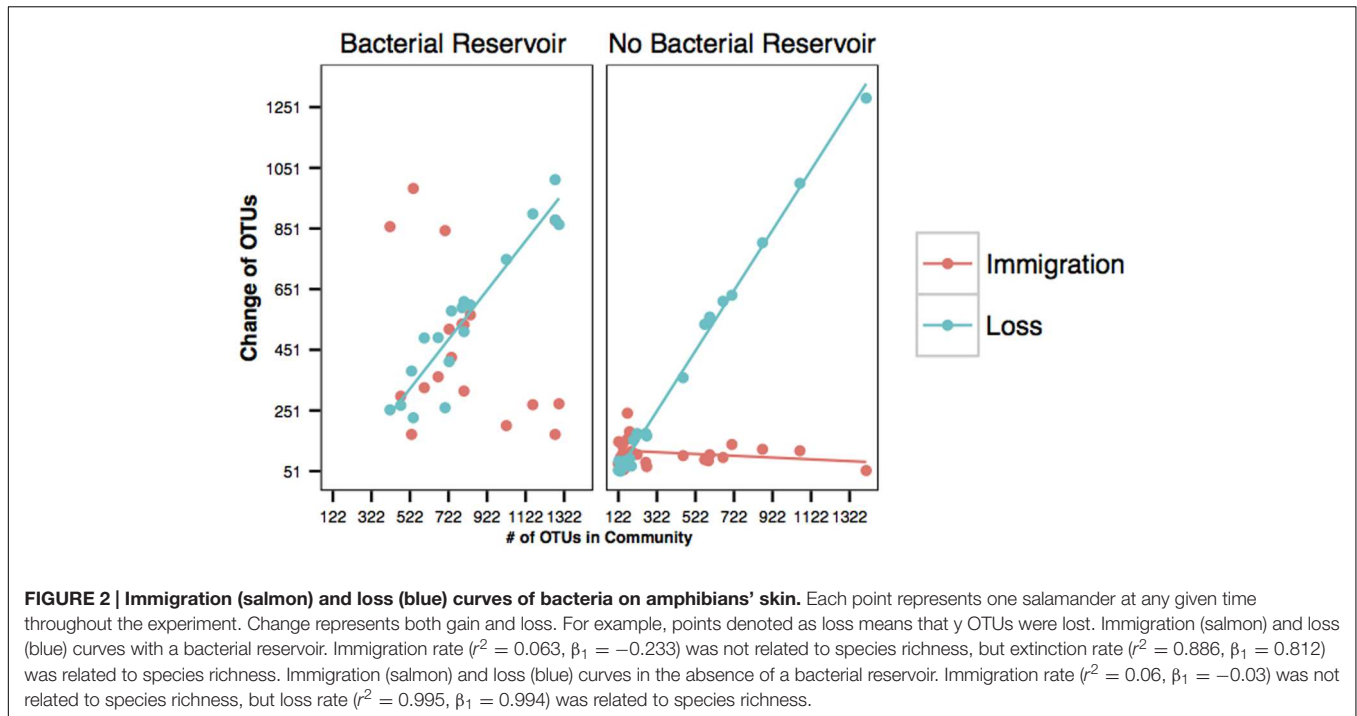 Bacterial Reservoir
No Bacterial Reservoir
1251
1051
851
651
451
251
51
Change of OTUs
122 322 522 722 922 1122 1322
122 322 522 722 922 1122 1322
# of OTUs in Community
Immigration
Loss
FIGURE 2 | Immigration (salmon) and loss (blue) curves of bacteria on amphibians’ skin. Each point represents one salamander at any given time
throughout the experiment. Change represents both gain and loss. For example, points denoted as loss means that y OTUs were lost. Immigration (salmon) and loss
(blue) curves with a bacterial reservoir. Immigration rate (r² = 0.063, β₁ = −0.233) was not related to species richness, but extinction rate (r² = 0.886, β₁ = 0.812)
was related to species richness. Immigration (salmon) and loss (blue) curves in the absence of a bacterial reservoir. Immigration rate (r² = 0.06, β₁ = −0.03) was not
related to species richness, but loss rate (r² = 0.995, β₁ = 0.994) was related to species richness.